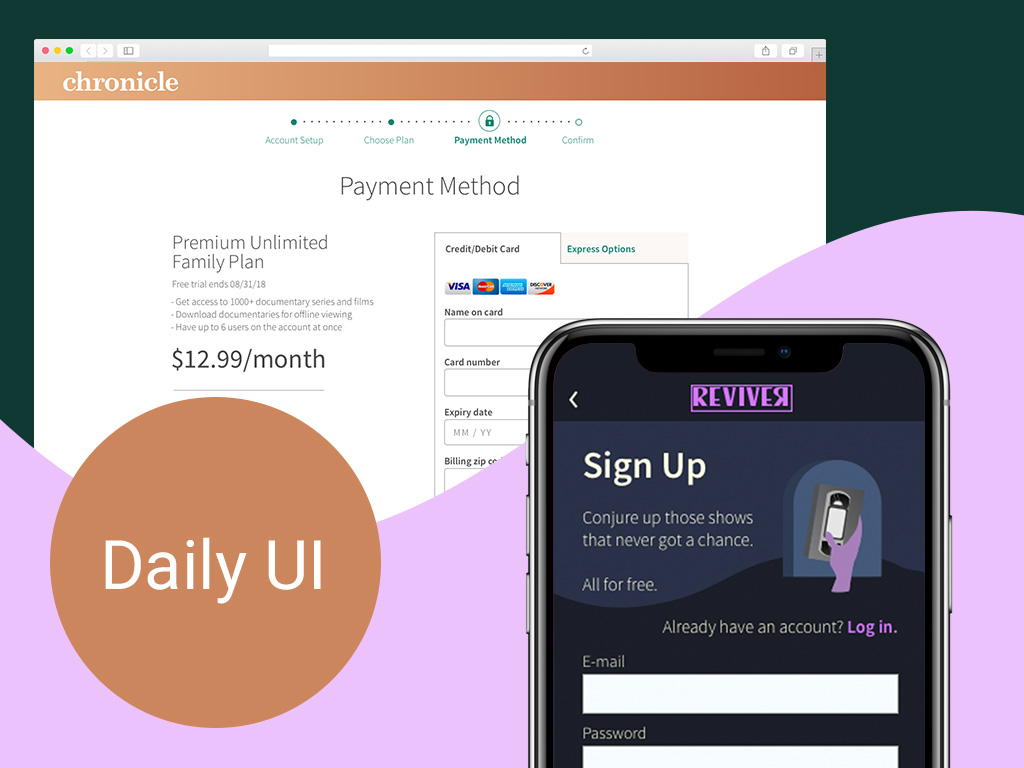 chronicle
Account Setup
Choose Plan
Payment Method
Confirm
Payment Method
Premium Unlimited
Family Plan
Free trial ends 08/31/18
- Get access to 1000+ documentary series and films
- Download documentaries for offline viewing
- Have up to 6 users on the account at once
$12.99/month
Credit/Debit Card
Express Options
VISA
DISCOVER
Name on card
Card number
Expiry date
MM / YY
Billing zip
Daily UI
REVIVER
Sign Up
Conjure up those shows
that never got a chance.
All for free.
Already have an account? Log in.
E-mail
Password